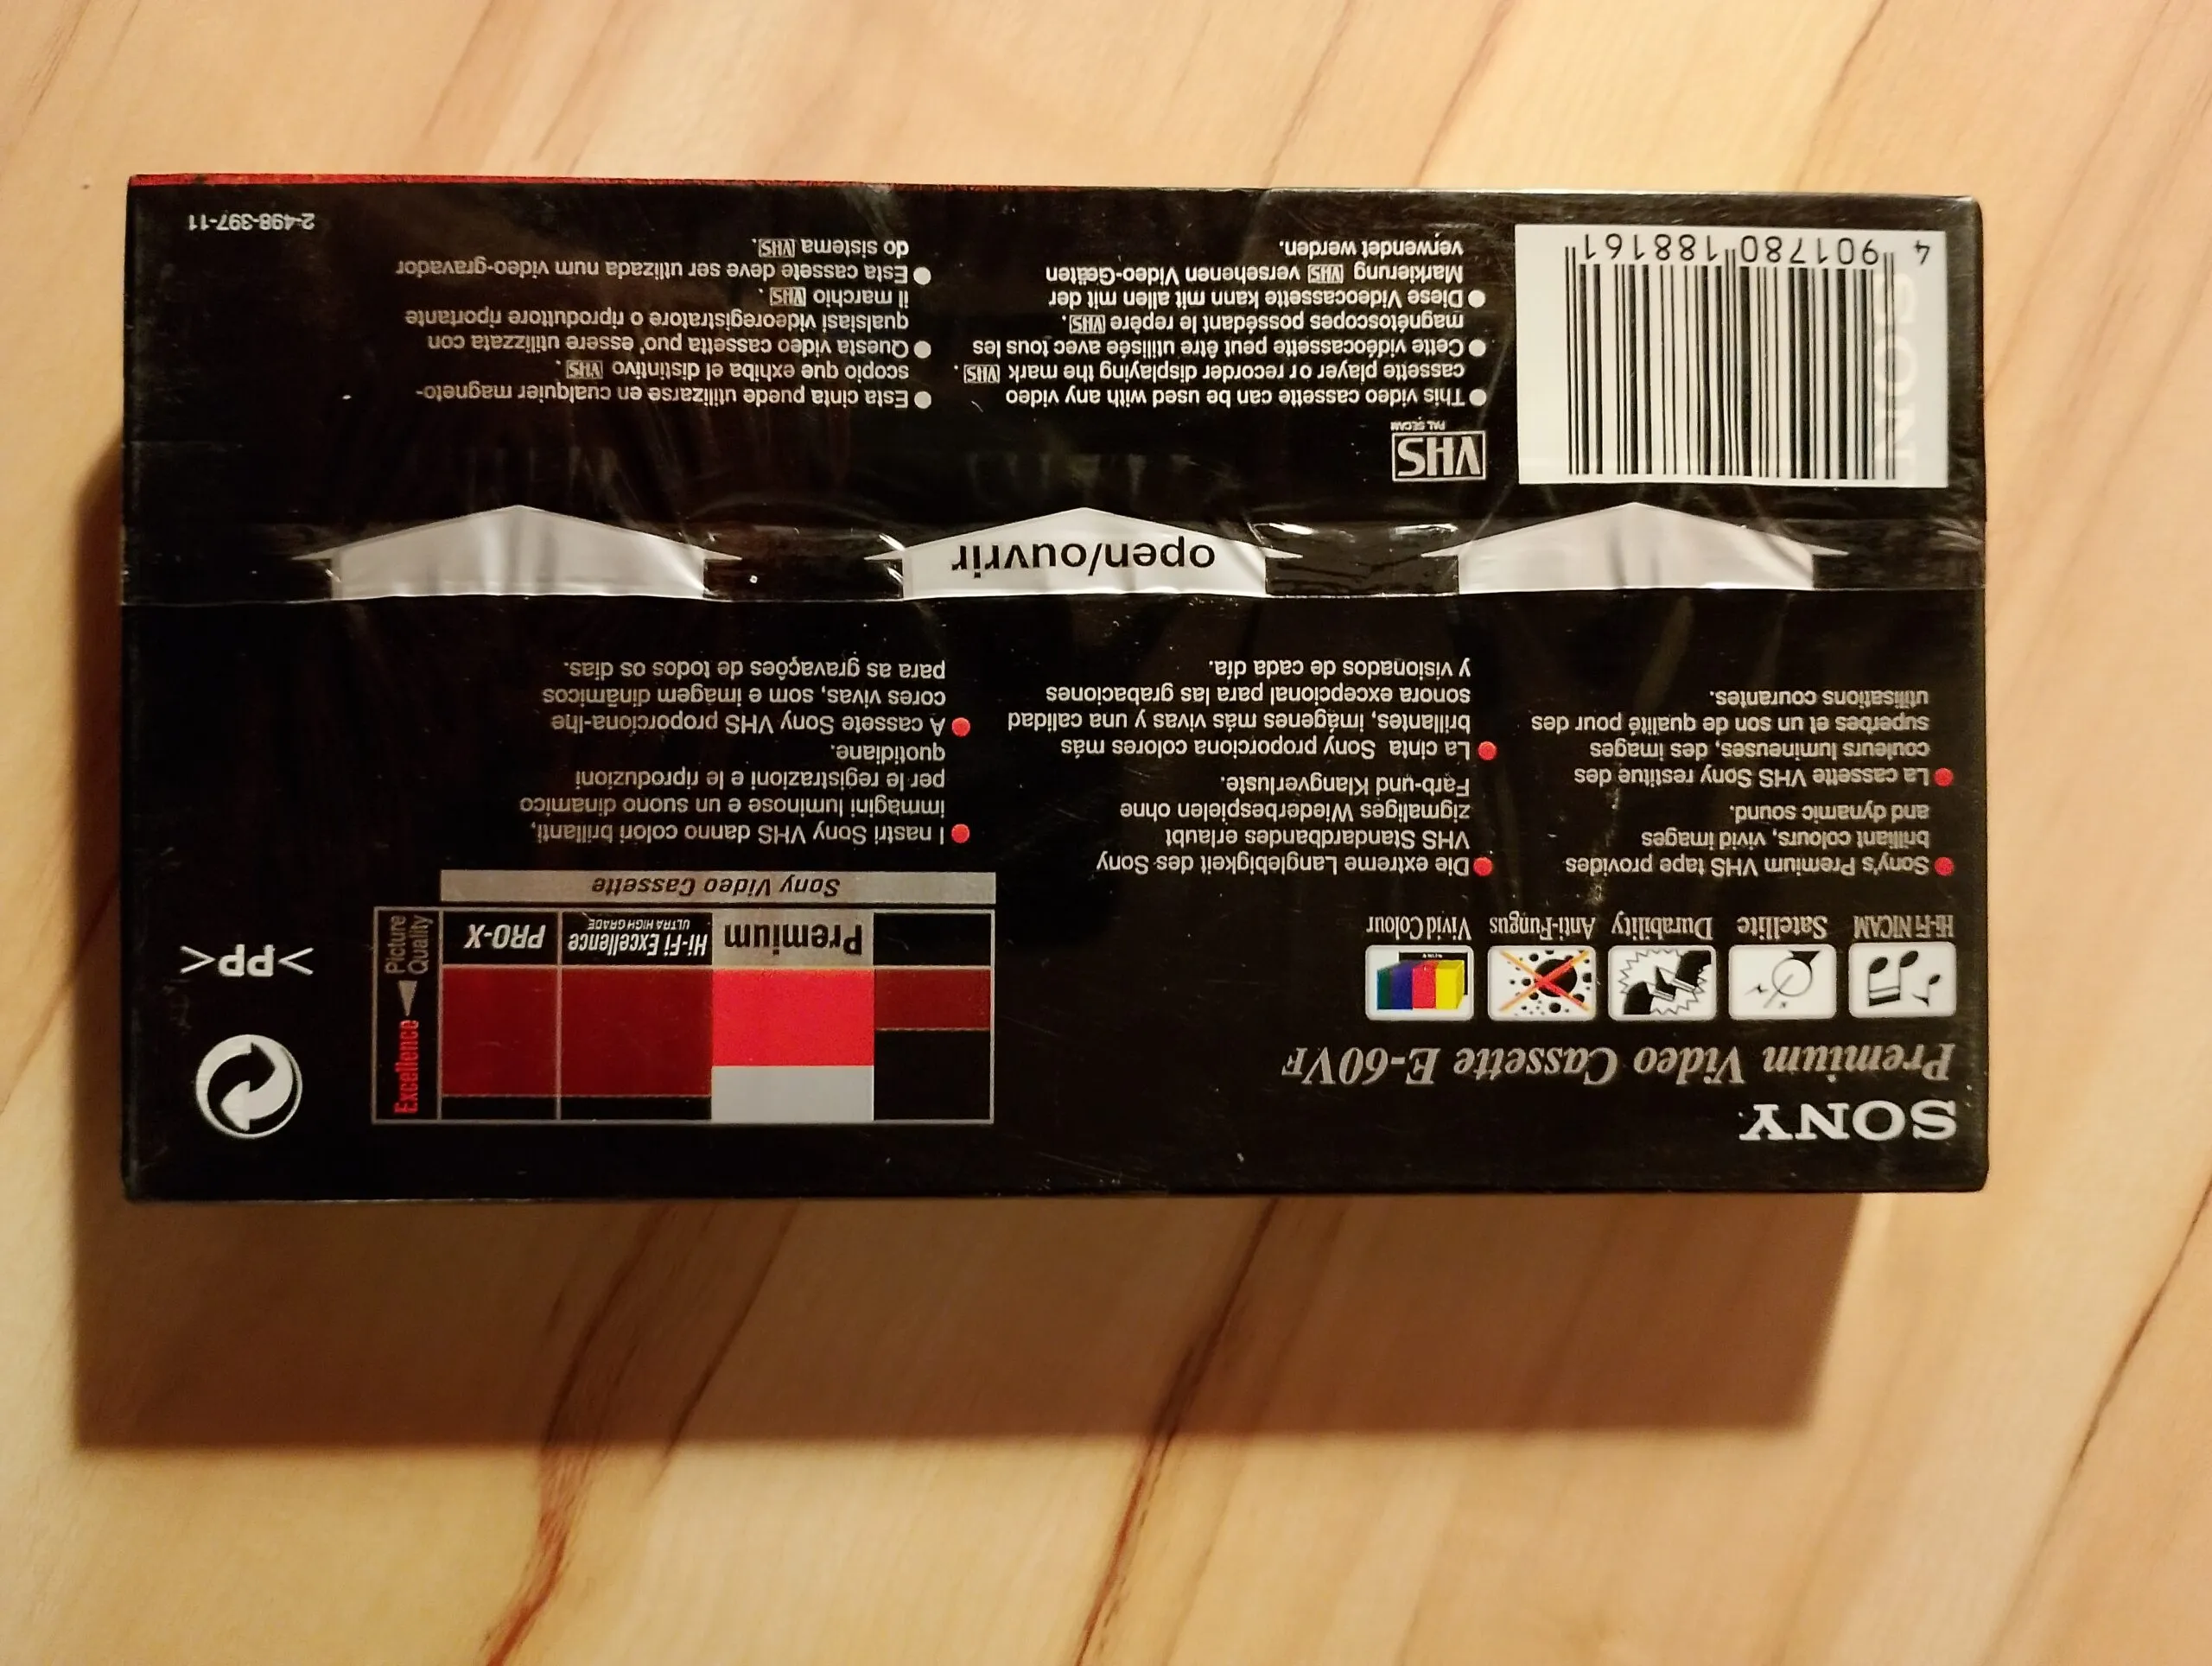 SONY
Premium Video Cassette E-60VF
Hi-Fi NICAM
Satellite
Durability
Anti-Fungus
Vivid Colour
Sony's Premium VHS tape provides
brilliant colours, vivid images
and dynamic sound.
La cassette VHS Sony restitue des
couleurs lumineuses, des images
superbes et un son de qualité pour des
utilisations courantes.
Die extreme Langlebigkeit des Sony
VHS Standardbandes erlaubt
zigmaliges Wiederbespielen ohne
Farb-und Klangverluste.
La cinta Sony proporciona colores más
brillantes, imágenes más vivas y una calidad
sonora excepcional para las grabaciones
y visionados de cada día.
Excellence
Picture
Quality
Premium
Hi-Fi Excellence
ULTRA HIGH GRADE
PRO-X
Sony Video Cassette
I nastri Sony VHS danno colori brillanti,
immagini luminose e un suono dinamico
per le registrazioni e le riproduzioni
quotidiane.
A cassete Sony VHS proporciona-lhe
cores vivas, som e imagem dinâmicos
para as gravações de todos os dias.
>PP<
open/ouvrir
SONY
4 901780 188161
VHS
PAL SECAM
This video cassette can be used with any video
cassette player or recorder displaying the mark VHS.
Cette vidéocassette peut être utilisée avec tous les
magnétoscopes possédant le repère VHS.
Diese Videocassette kann mit allen mit der
Markierung VHS versehenen Video-Geäten
verwendet werden.
Esta cinta puede utilizarse en cualquier magneto-
scopio que exhiba el distintivo VHS.
Questa video cassetta puo' essere utilizzata con
qualsiasi videoregistratore o riproduttore riportante
il marchio VHS.
Esta cassete deve ser utlizada num video-gravador
do sistema VHS.
2-498-397-11